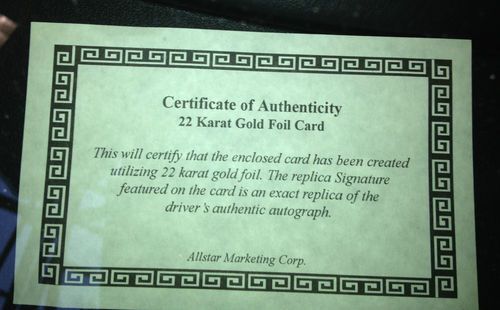 Certificate of Authenticity
22 Karat Gold Foil Card
This will certify that the enclosed card has been created
utilizing 22 karat gold foil. The replica Signature
featured on the card is an exact replica of the
driver's authentic autograph.
Allstar Marketing Corp.